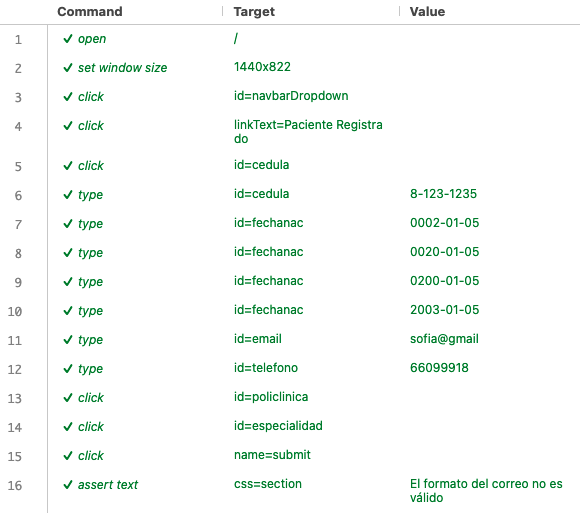 Command Target Value
1 ✓ open /
2 ✓ set window size 1440x822
3 ✓ click id=navbarDropdown
4 ✓ click linkText=Paciente Registra
do
5 ✓ click id=cedula
6 ✓ type id=cedula 8-123-1235
7 ✓ type id=fechanac 0002-01-05
8 ✓ type id=fechanac 0020-01-05
9 ✓ type id=fechanac 0200-01-05
10 ✓ type id=fechanac 2003-01-05
11 ✓ type id=email sofia@gmail
12 ✓ type id=telefono 66099918
13 ✓ click id=policlinica
14 ✓ click id=especialidad
15 ✓ click name=submit
16 ✓ assert text css=section El formato del correo no es
válido